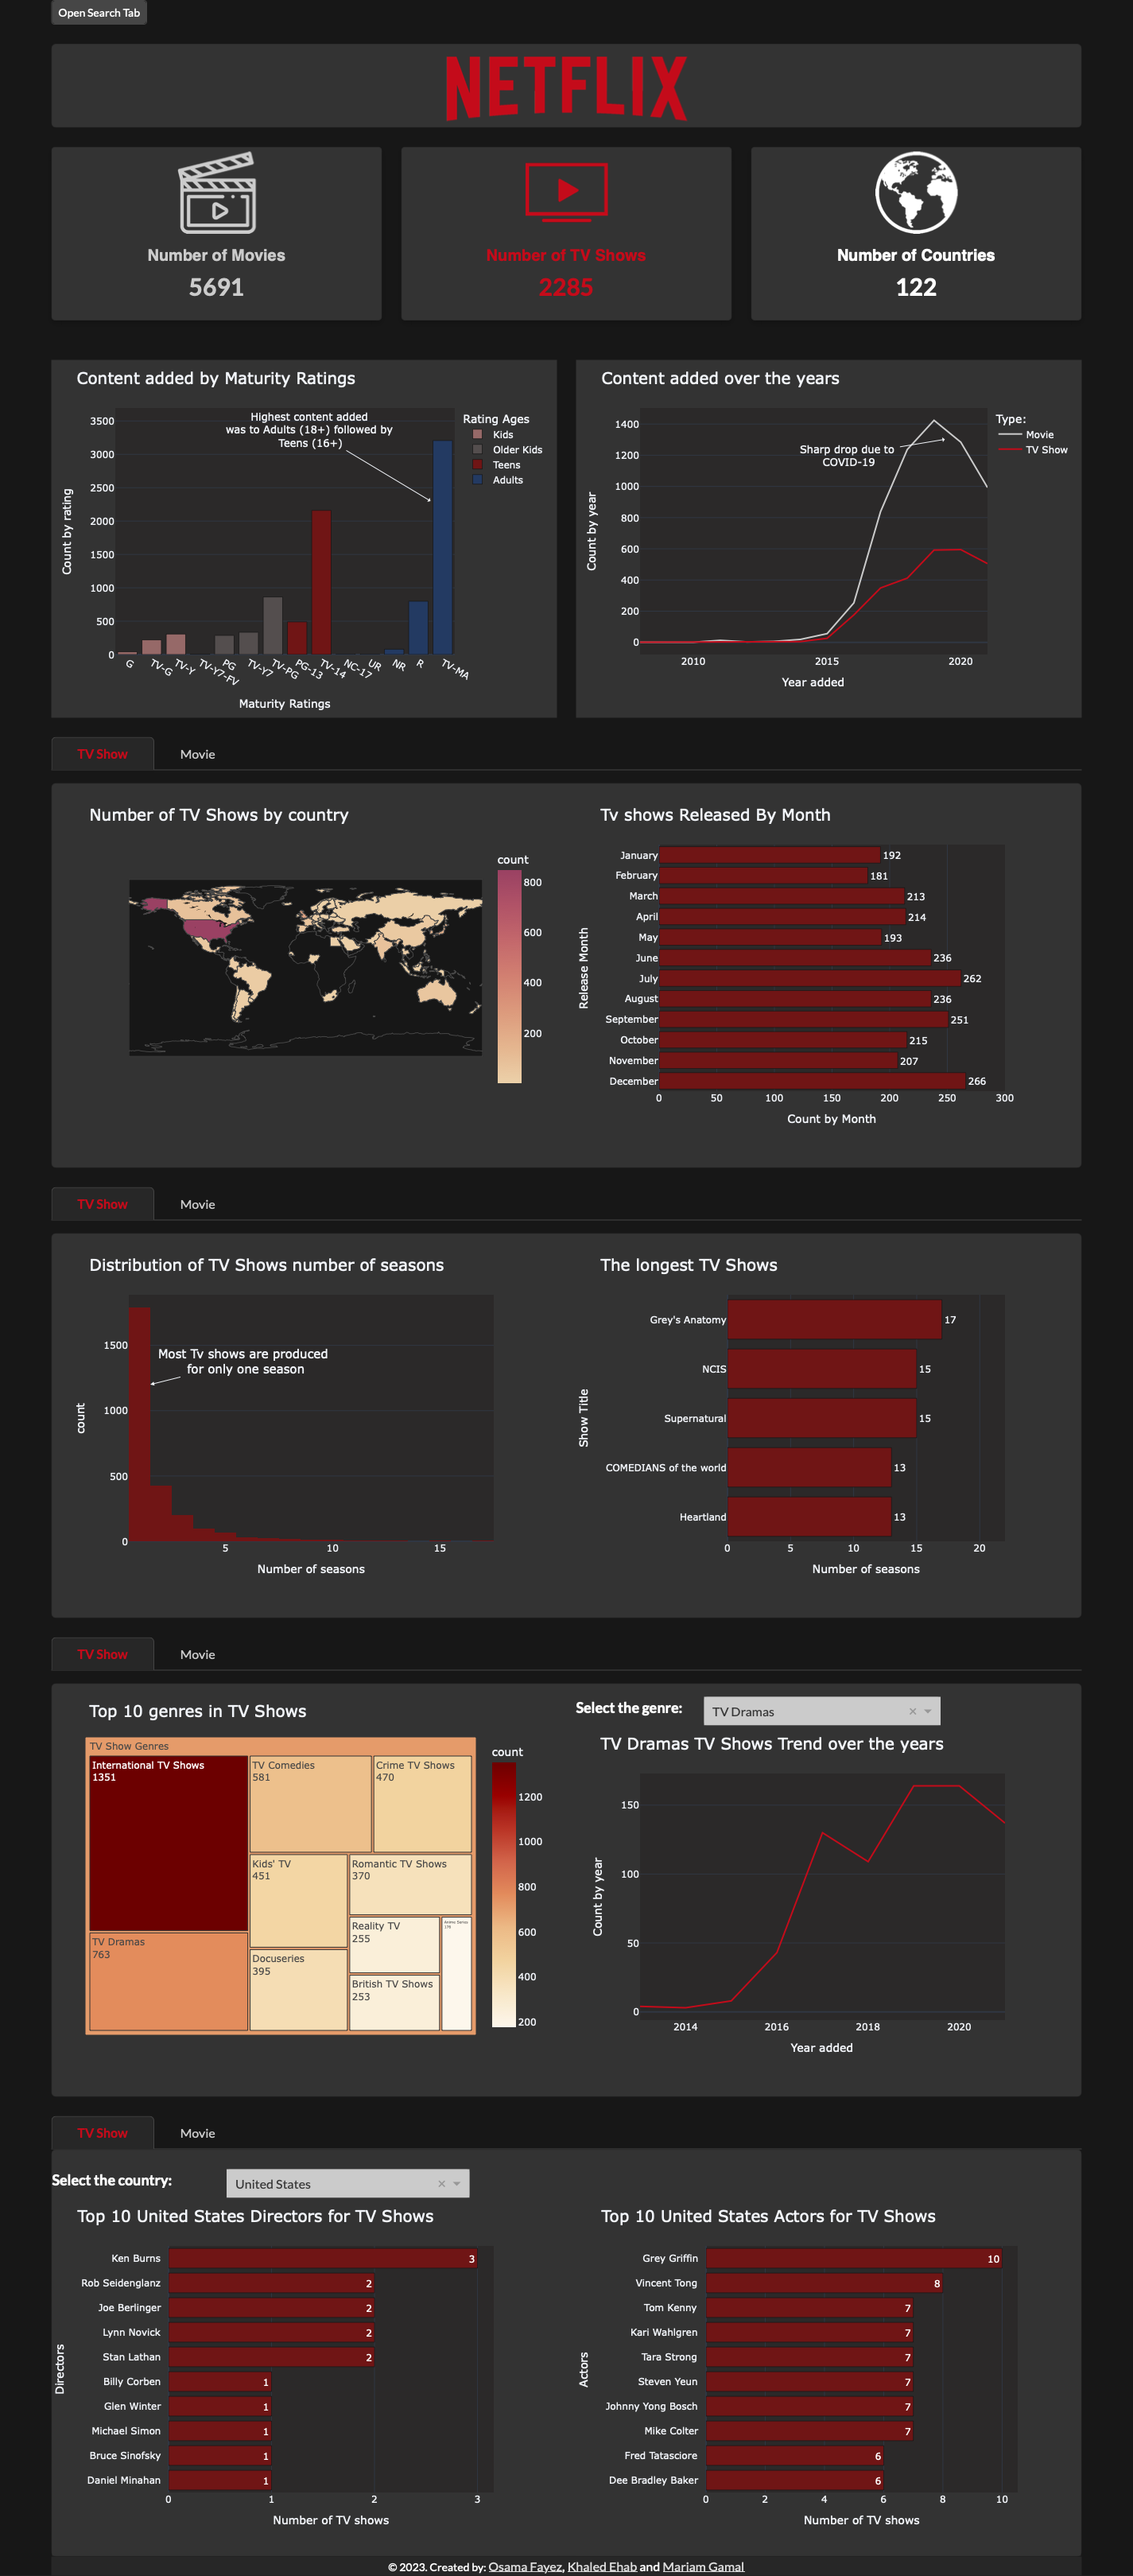 Open Search Tab
NETFLIX
Number of Movies
5691
Number of TV Shows
2285
Number of Countries
122
Content added by Maturity Ratings
Highest content added
was to Adults (18+) followed by
Teens (16+)
Rating Ages
Kids
Older Kids
Teens
Adults
Count by rating
3500
3000
2500
2000
1500
1000
500
0
G
TV-G
TV-Y
TV-Y7-FV
PG
TV-Y7
TV-PG
PG-13
TV-14
NC-17
UR
NR
R
TV-MA
Maturity Ratings
Content added over the years
Type:
Movie
TV Show
Sharp drop due to
COVID-19
Count by year
1400
1200
1000
800
600
400
200
0
2010
2015
2020
Year added
TV Show
Movie
Number of TV Shows by country
count
800
600
400
200
Tv shows Released By Month
Release Month
January 192
February 181
March 213
April 214
May 193
June 236
July 262
August 236
September 251
October 215
November 207
December 266
0 50 100 150 200 250 300
Count by Month
TV Show
Movie
Distribution of TV Shows number of seasons
Most Tv shows are produced
for only one season
count
1500
1000
500
0
5
10
15
Number of seasons
The longest TV Shows
Show Title
Grey's Anatomy 17
NCIS 15
Supernatural 15
COMEDIANS of the world 13
Heartland 13
0 5 10 15 20
Number of seasons
TV Show
Movie
Top 10 genres in TV Shows
TV Show Genres
International TV Shows
1351
TV Dramas
763
TV Comedies
581
Crime TV Shows
470
Kids' TV
451
Romantic TV Shows
370
Docuseries
395
Reality TV
255
British TV Shows
253
Anime Series
count
1200
1000
800
600
400
200
Select the genre:
TV Dramas
TV Dramas TV Shows Trend over the years
Count by year
150
100
50
0
2014
2016
2018
2020
Year added
TV Show
Movie
Select the country:
United States
Top 10 United States Directors for TV Shows
Directors
Ken Burns 3
Rob Seidenglanz 2
Joe Berlinger 2
Lynn Novick 2
Stan Lathan 2
Billy Corben 1
Glen Winter 1
Michael Simon 1
Bruce Sinofsky 1
Daniel Minahan 1
0 1 2 3
Number of TV shows
Top 10 United States Actors for TV Shows
Actors
Grey Griffin 10
Vincent Tong 8
Tom Kenny 7
Kari Wahlgren 7
Tara Strong 7
Steven Yeun 7
Johnny Yong Bosch 7
Mike Colter 7
Fred Tatasciore 6
Dee Bradley Baker 6
0 2 4 6 8 10
Number of TV shows
© 2023. Created by: Osama Fayez, Khaled Ehab and Mariam Gamal